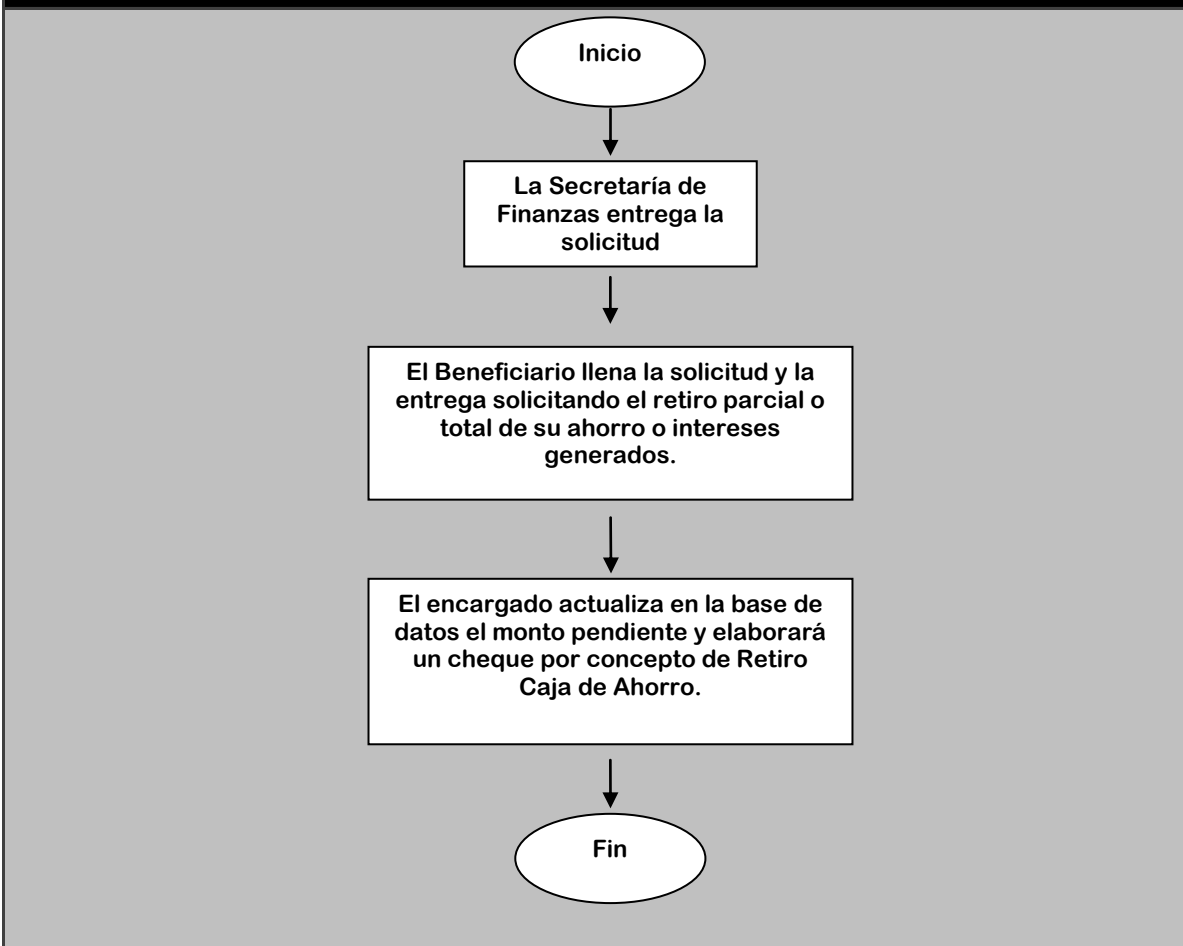 Inicio
La Secretaría de
Finanzas entrega la
solicitud
El Beneficiario llena la solicitud y la
entrega solicitando el retiro parcial o
total de su ahorro o intereses
generados.
El encargado actualiza en la base de
datos el monto pendiente y elaborará
un cheque por concepto de Retiro
Caja de Ahorro.
Fin